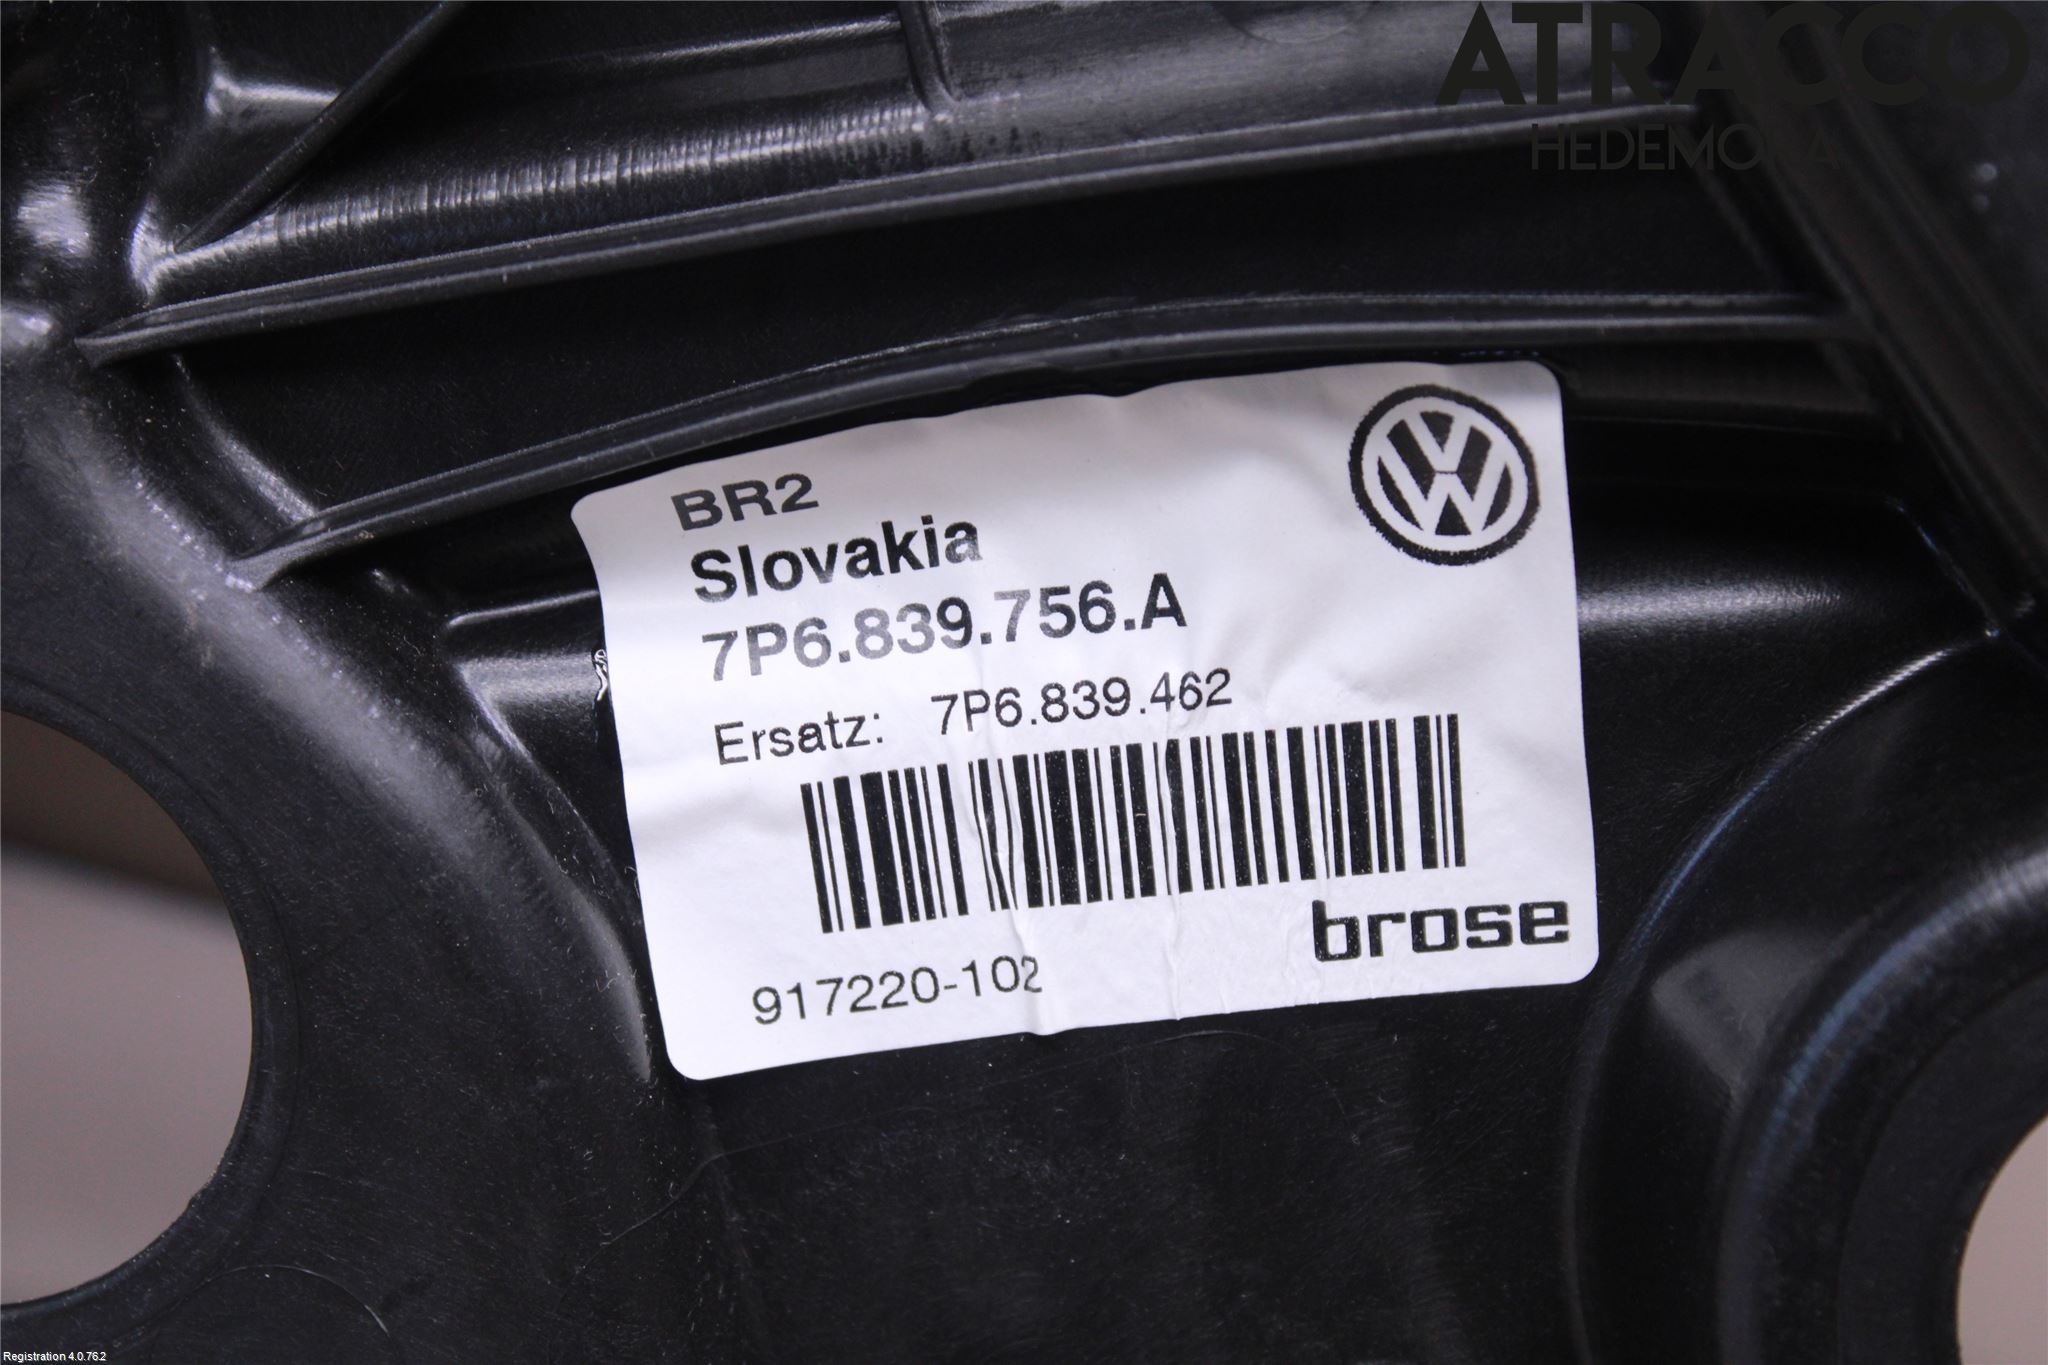 ATRACCO
HEDEMORA
BR2
Slovakia
7P6.839.756.A
Ersatz: 7P6.839.462
brose
917220-102
Registration 4.0.76.2